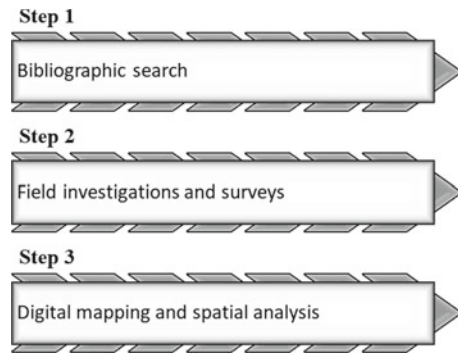 Step 1
Bibliographic search
Step 2
Field investigations and surveys
Step 3
Digital mapping and spatial analysis